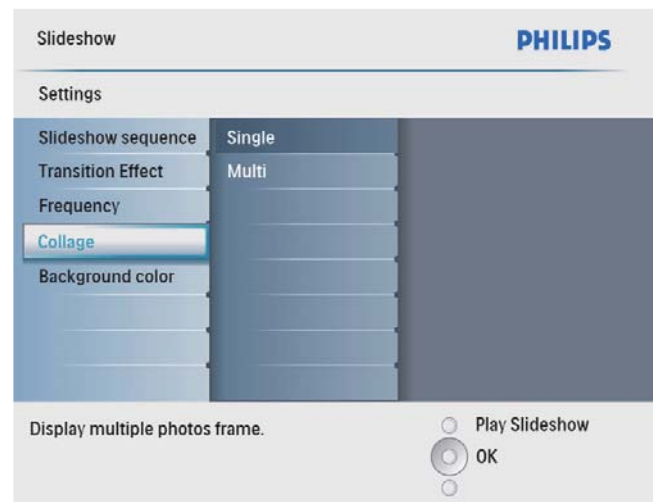 Slideshow
PHILIPS
Settings
Slideshow sequence
Single
Transition Effect
Multi
Frequency
Collage
Background color
Display multiple photos frame.
Play Slideshow
OK